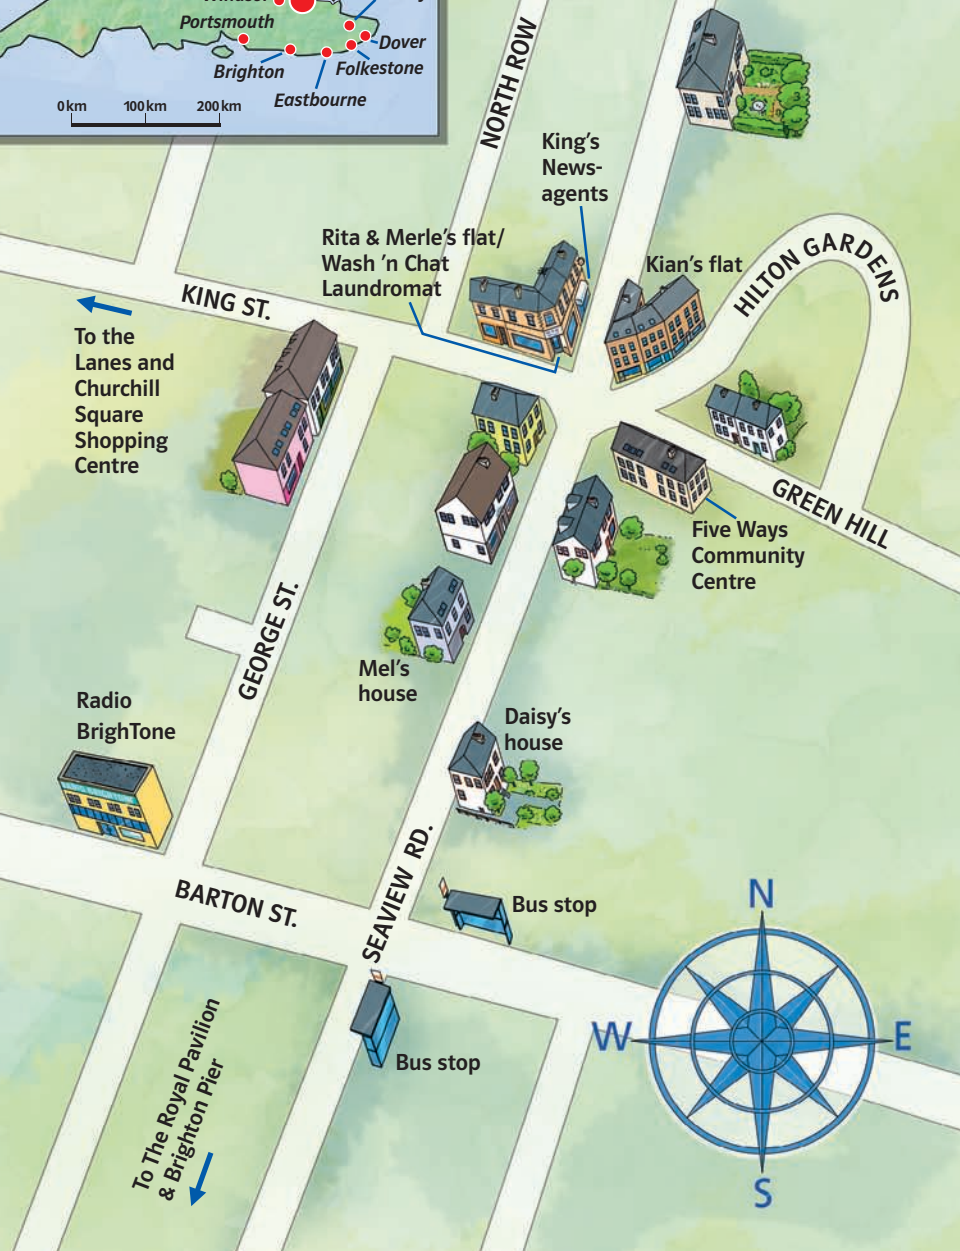 Portsmouth
Dover
Brighton
Folkestone
Eastbourne
0 km
100 km
200 km
NORTH ROW
King's
News-
agents
Rita & Merle's flat/
Wash 'n Chat
Laundromat
Kian's flat
HILTON GARDENS
KING ST.
To the
Lanes and
Churchill
Square
Shopping
Centre
GREEN HILL
Five Ways
Community
Centre
GEORGE ST.
Mel's
house
Radio
BrighTone
Daisy's
house
SEAVIEW RD.
BARTON ST.
Bus stop
Bus stop
To The Royal Pavilion
& Brighton Pier
N
W
E
S